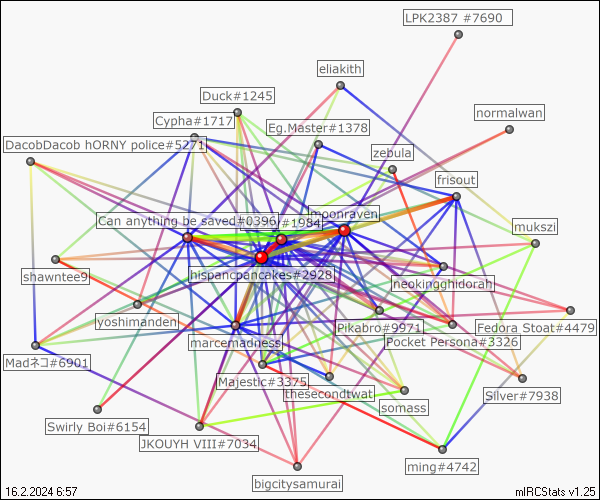 LPK2387 #7690
eliakith
Duck#1245
normalwan
Cypha#1717
Eg.Master#1378
DacobDacob hORNY police#5271
zebula
frisout
moonraven
Can anything be saved#0396
#1984
mukszi
shawntee9
hispancpancakes#2928
neokingghidorah
yoshimanden
Pikabro#9971
Fedora Stoat#4479
marcemadness
Pocket Persona#3326
Madネコ#6901
Majestic#3375
thesecondtwat
Silver#7938
somass
Swirly Boi#6154
JKOUYH VIII#7034
ming#4742
bigcitysamurai
16.2.2024 6:57
mIRCStats v1.25